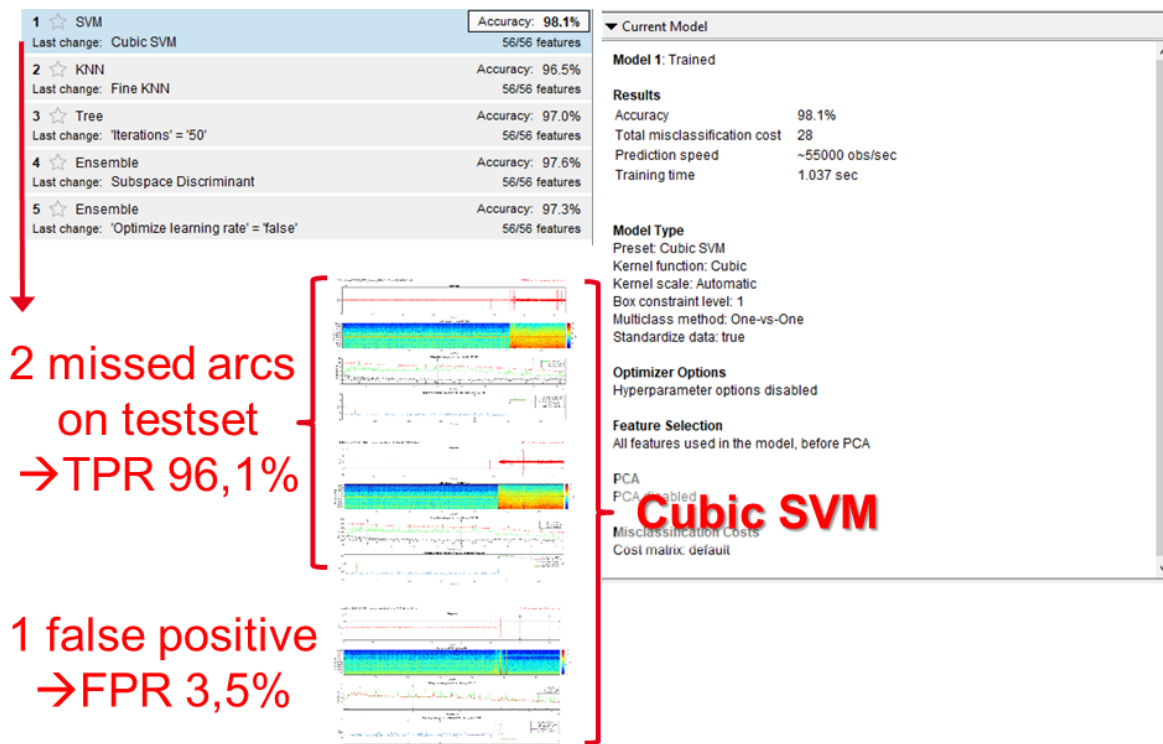 1 SVM Accuracy: 98.1%
Last change: Cubic SVM 56/56 features
2 KNN Accuracy: 96.5%
Last change: Fine KNN 56/56 features
3 Tree Accuracy: 97.0%
Last change: 'Iterations' = '50' 56/56 features
4 Ensemble Accuracy: 97.6%
Last change: Subspace Discriminant 56/56 features
5 Ensemble Accuracy: 97.3%
Last change: 'Optimize learning rate' = 'false' 56/56 features
2 missed arcs
on testset
→TPR 96,1%
1 false positive
→FPR 3,5%
Current Model
Model 1: Trained
Results
Accuracy 98.1%
Total misclassification cost 28
Prediction speed ~55000 obs/sec
Training time 1.037 sec
Model Type
Preset: Cubic SVM
Kernel function: Cubic
Kernel scale: Automatic
Box constraint level: 1
Multiclass method: One-vs-One
Standardize data: true
Optimizer Options
Hyperparameter options disabled
Feature Selection
All features used in the model, before PCA
PCA
PCA disabled
Cubic SVM
Misclassification Costs
Cost matrix: default